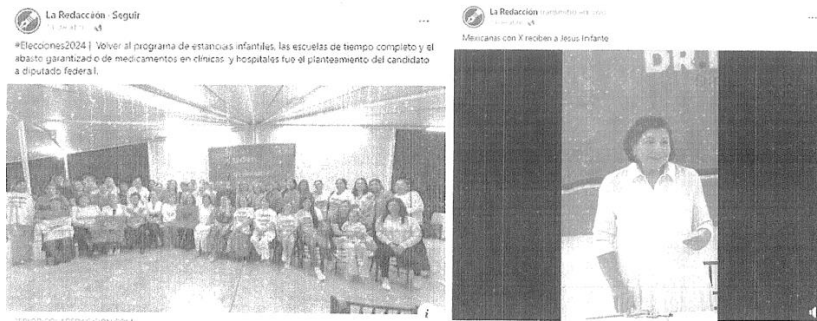 La Redacción · Seguir
#Elecciones2024 | Volver al programa de estancias infantiles, las escuelas de tiempo completo y el
abasto garantizado de medicamentos en clínicas y hospitales fue el planteamiento del candidato
a diputado federal.
La Redacción
Mexicanas con X reciben a Jesus Infante
DR.